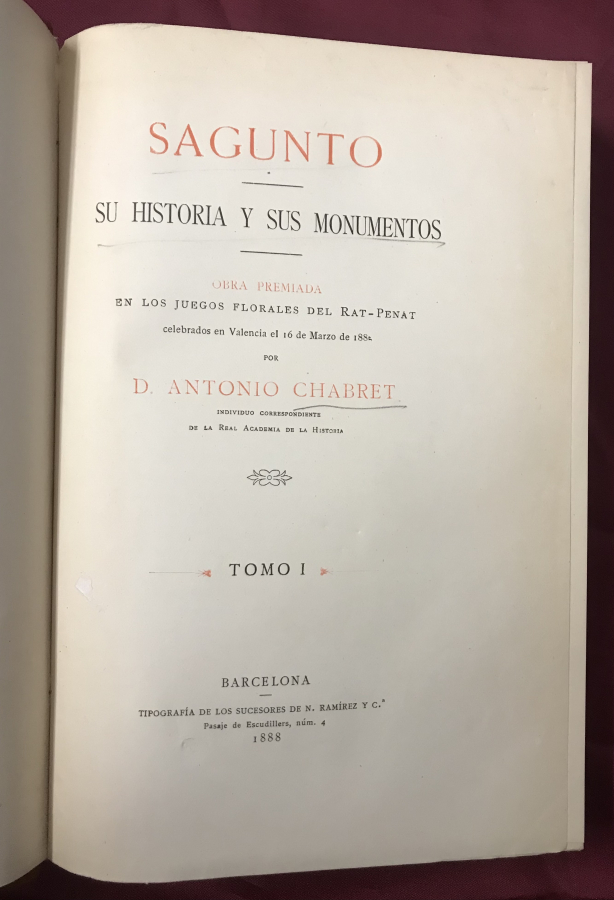 SAGUNTO
SU HISTORIA Y SUS MONUMENTOS
OBRA PREMIADA
EN LOS JUEGOS FLORALES DEL RAT-PENAT
celebrados en Valencia el 16 de Marzo de
POR
D. ANTONIO CHABRET
INDIVIDUO CORRESPONDIENTE
DE LA REAL ACADEMIA DE LA HISTORIA
TOMO I
BARCELONA
TIPOGRAFÍA DE LOS SUCESORES DE N. RAMÍREZ Y C.ª
Pasaje de Escudillers, núm. 4
1888